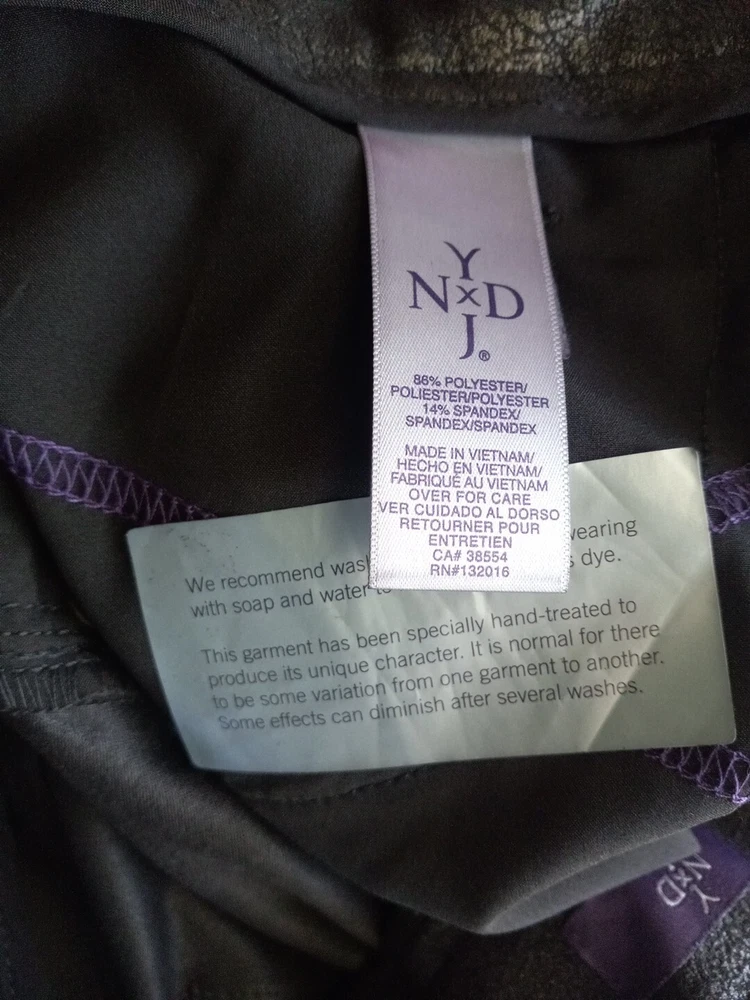 Y
N x D
J®
86% POLYESTER/
POLIESTER/POLYESTER
14% SPANDEX/
SPANDEX/SPANDEX
MADE IN VIETNAM/
HECHO EN VIETNAM/
FABRIQUÉ AU VIETNAM
OVER FOR CARE
VER CUIDADO AL DORSO
RETOURNER POUR
ENTRETIEN
CA# 38554
RN#132016
We recommend wearing
with soap and water dye.
This garment has been specially hand-treated to
produce its unique character. It is normal for there
to be some variation from one garment to another.
Some effects can diminish after several washes.
Y
N x D